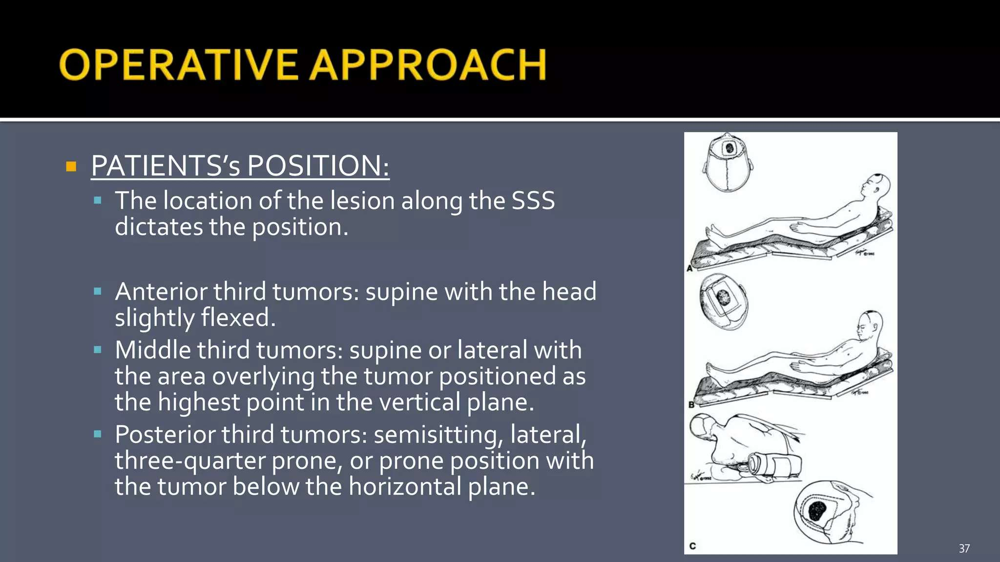 OPERATIVE APPROACH
PATIENTS’s POSITION:
The location of the lesion along the SSS
dictates the position.
Anterior third tumors: supine with the head
slightly flexed.
Middle third tumors: supine or lateral with
the area overlying the tumor positioned as
the highest point in the vertical plane.
Posterior third tumors: semisitting, lateral,
three-quarter prone, or prone position with
the tumor below the horizontal plane.
©1992
A
©1992
B
©1992
C
37